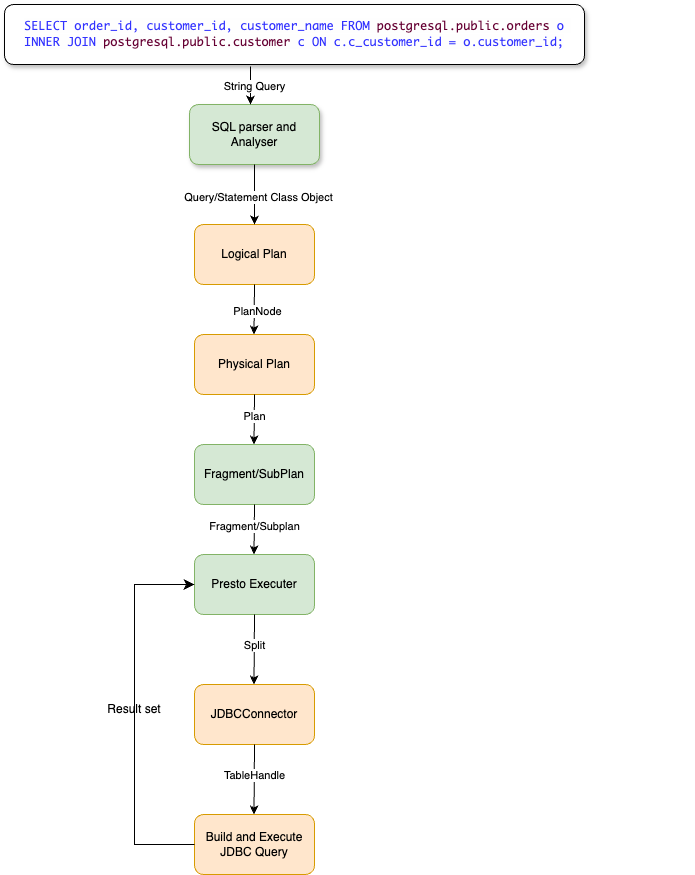 SELECT order_id, customer_id, customer_name FROM postgresql.public.orders o
INNER JOIN postgresql.public.customer c ON c.c_customer_id = o.customer_id;
String Query
SQL parser and
Analyser
Query/Statement Class Object
Logical Plan
PlanNode
Physical Plan
Plan
Fragment/SubPlan
Fragment/Subplan
Presto Executer
Split
JDBCConnector
Result set
TableHandle
Build and Execute
JDBC Query